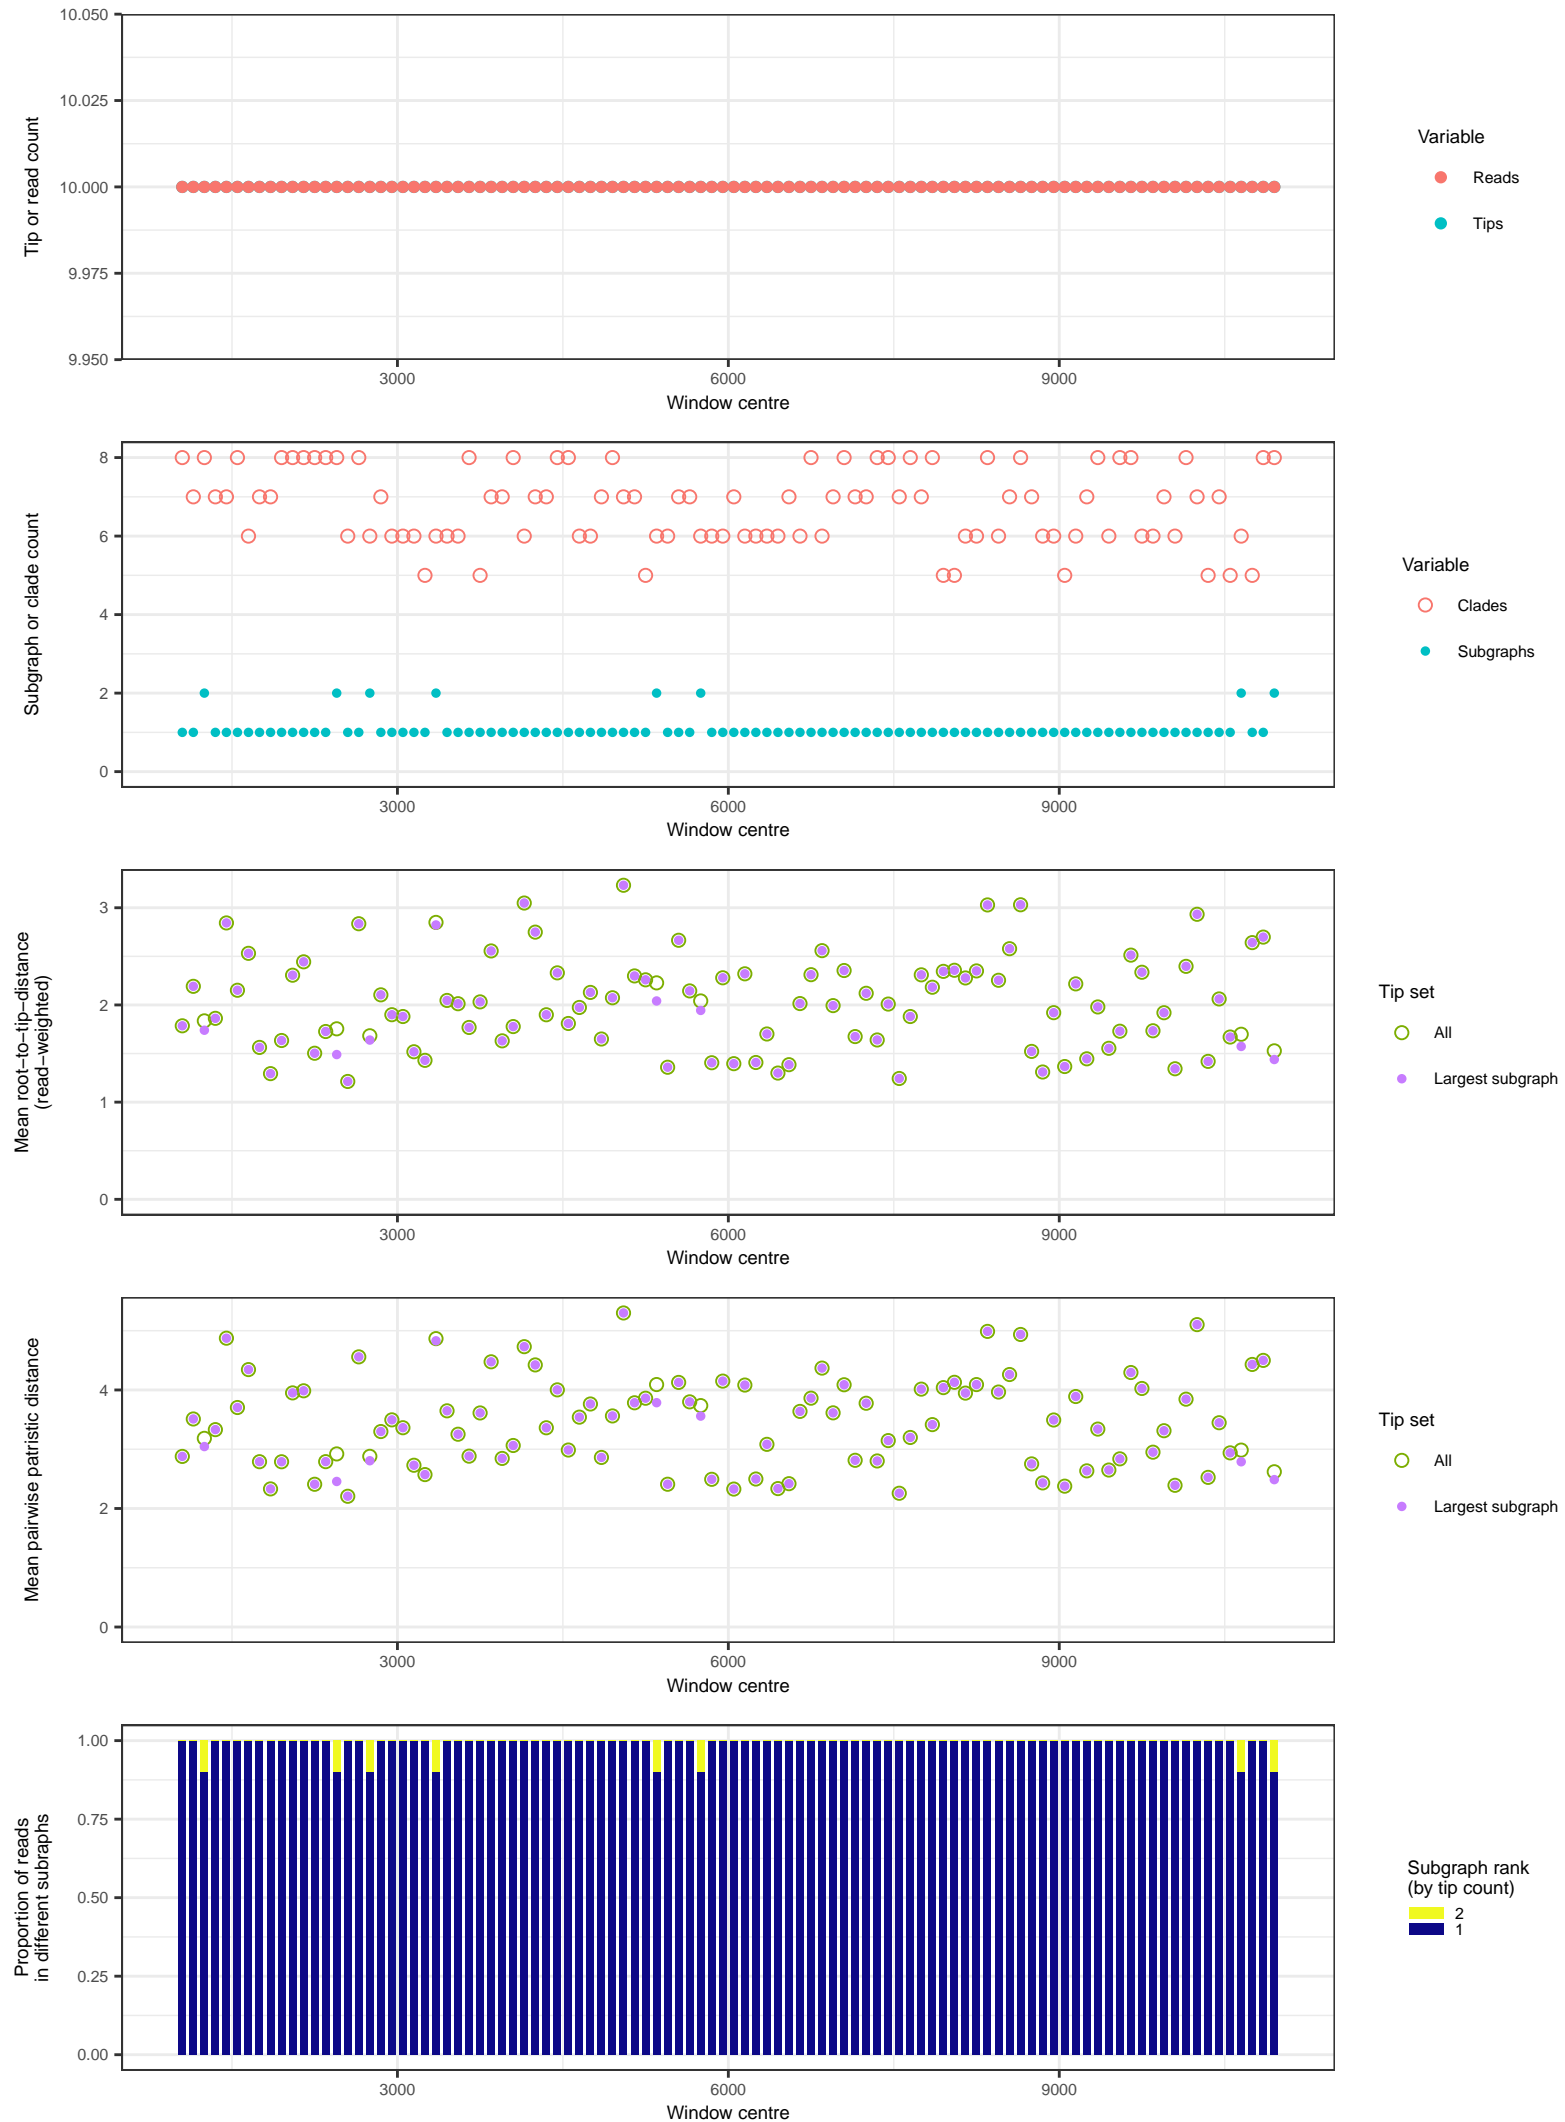 10.050
10.025
10.000
9.975
9.950
Tip or read count
3000 6000 9000
Window centre
Variable
Reads
Tips
8
6
4
2
0
Subgraph or clade count
3000 6000 9000
Window centre
Variable
Clades
Subgraphs
3
2
1
0
Mean root−to−tip−distance
(read−weighted)
3000 6000 9000
Window centre
Tip set
All
Largest subgraph
4
2
0
Mean pairwise patristic distance
3000 6000 9000
Window centre
Tip set
All
Largest subgraph
1.00
0.75
0.50
0.25
0.00
Proportion of reads
in different subraphs
3000 6000 9000
Window centre
Subgraph rank
(by tip count)
2
1